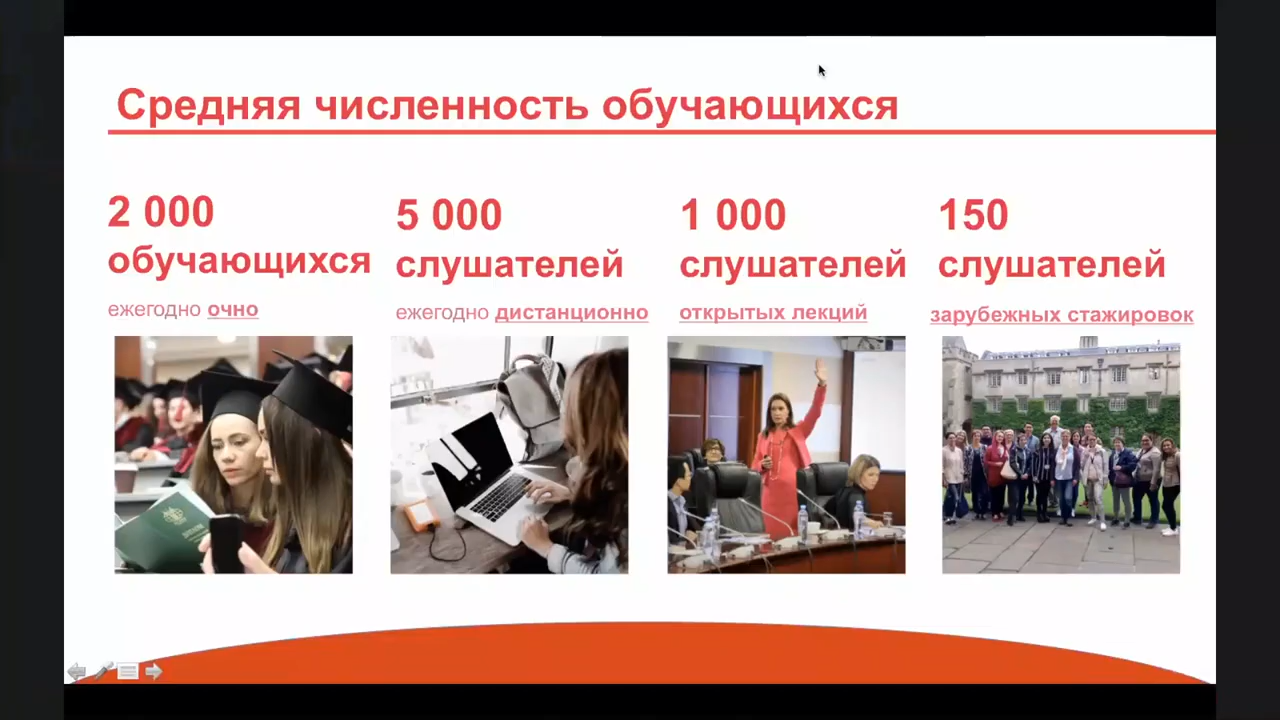 Средняя численность обучающихся
2 000
обучающихся
ежегодно очно
5 000
слушателей
ежегодно дистанционно
1 000
слушателей
открытых лекций
150
слушателей
зарубежных стажировок